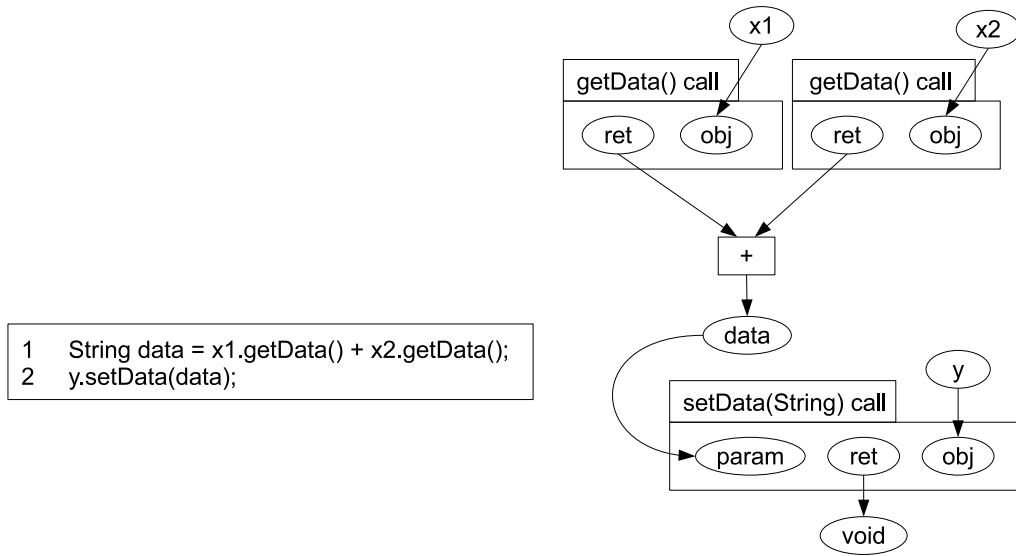 x1
x2
getData() call
getData() call
ret
obj
ret
obj
+
data
1 String data = x1.getData() + x2.getData();
2 y.setData(data);
y
setData(String) call
param
ret
obj
void